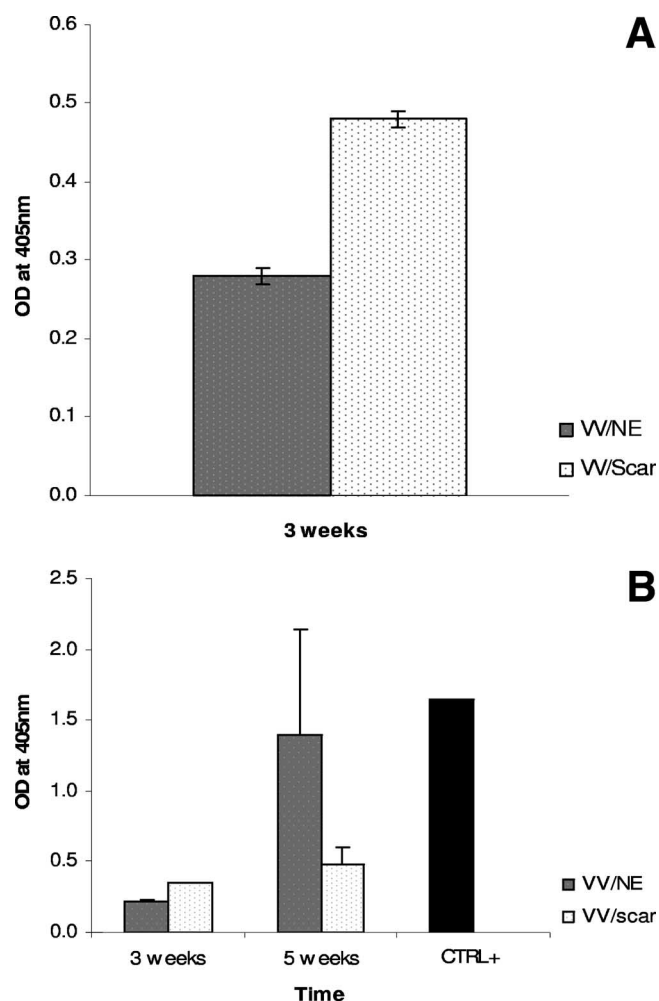 A
0.6
0.5
0.4
0.3
0.2
0.1
0.0
OD at 405nm
VV/NE
VV/Scar
3 weeks
B
2.5
2.0
1.5
1.0
0.5
0.0
OD at 405nm
VV/NE
VV/scar
3 weeks 5 weeks CTRL+
Time